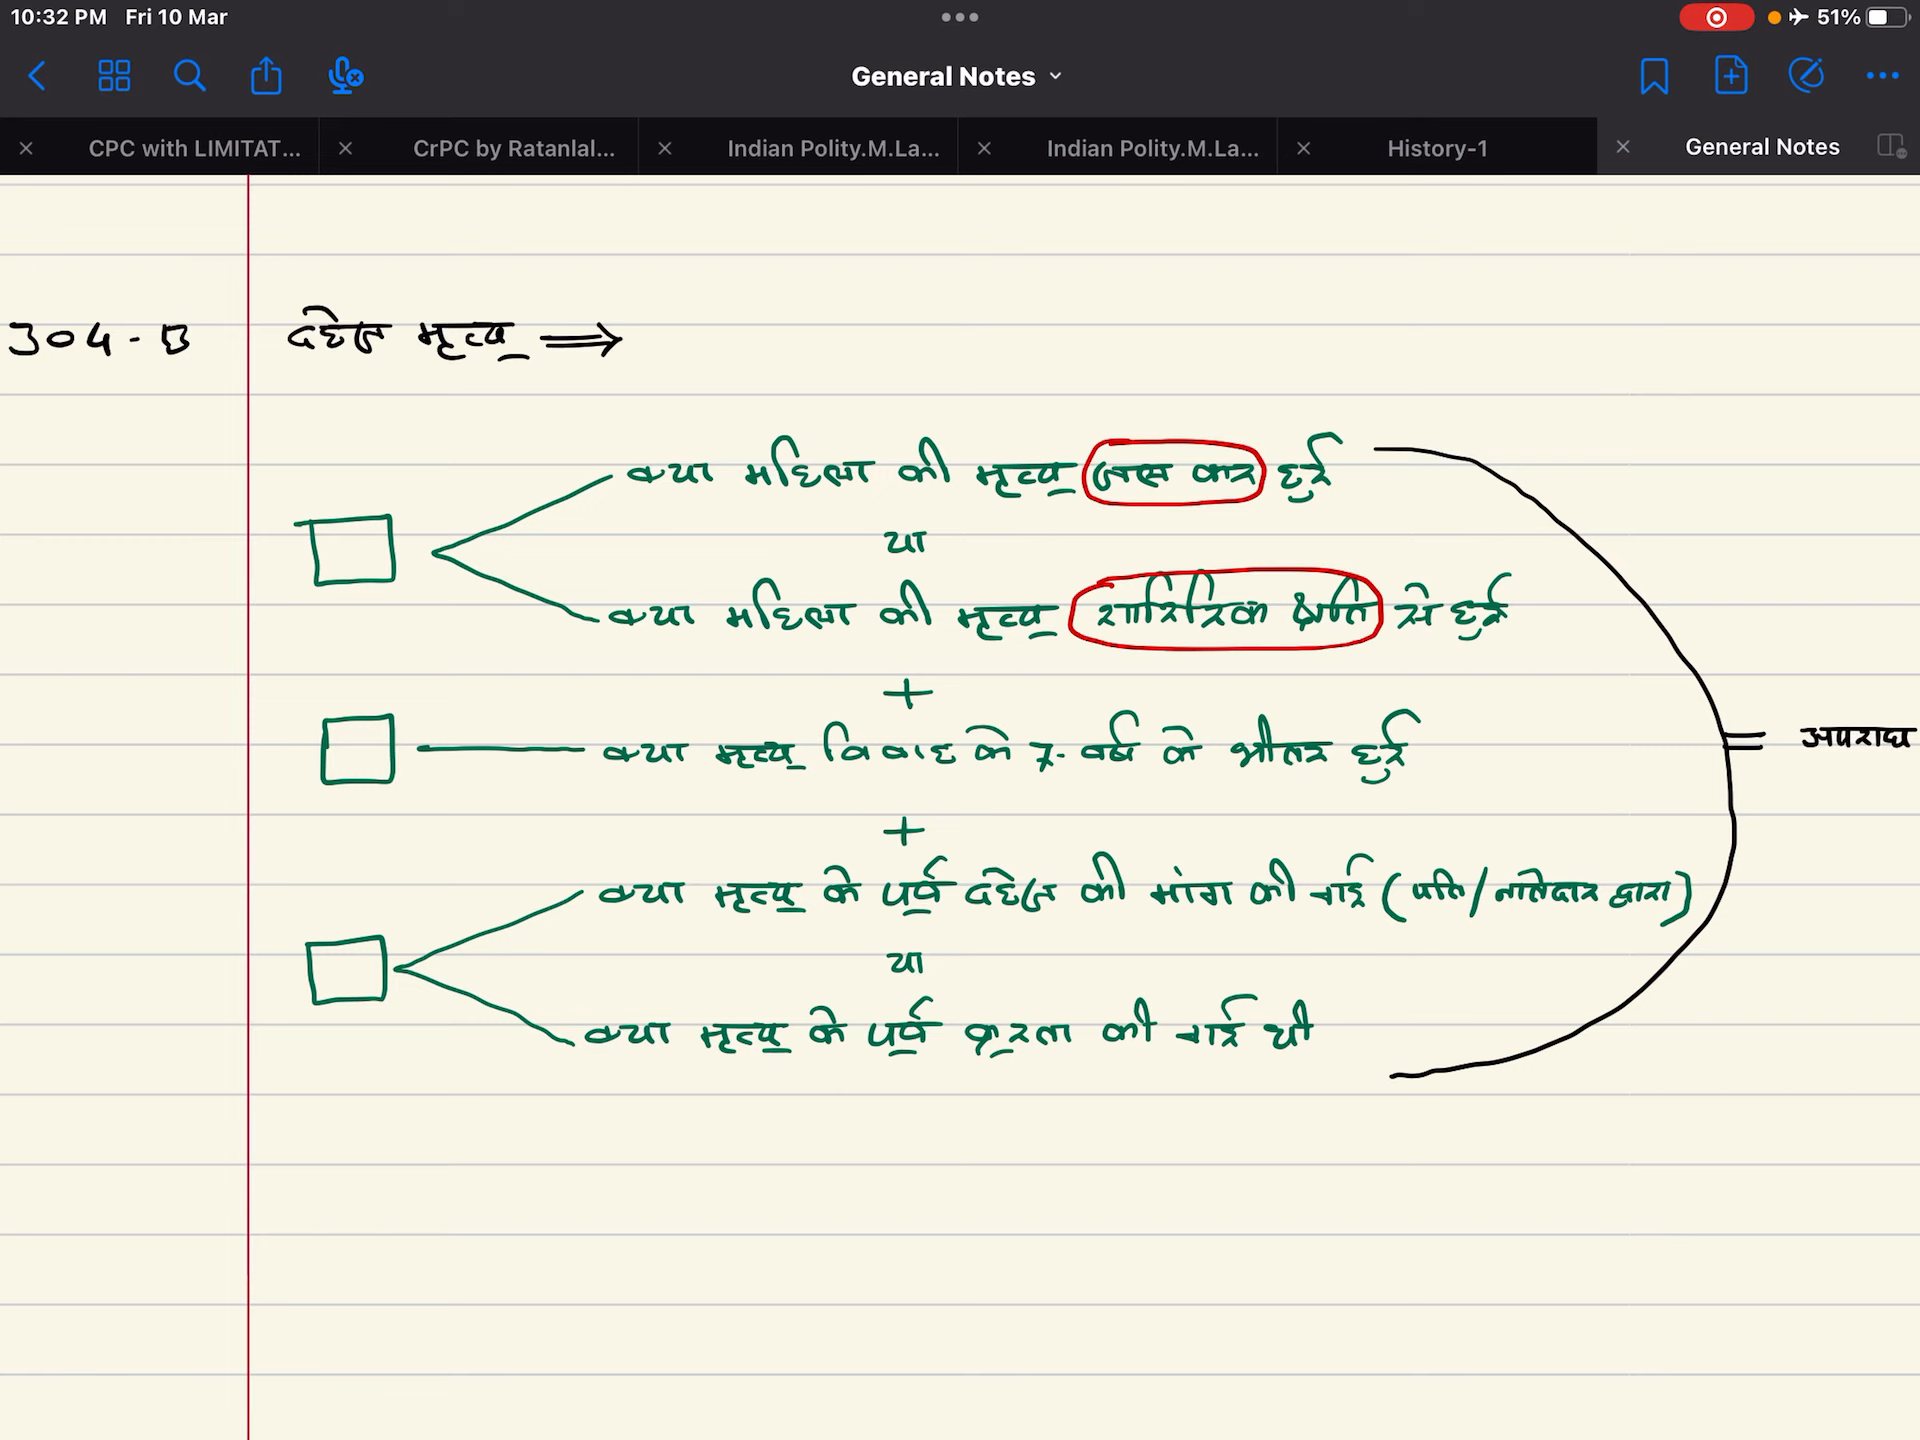 10:32 PM Fri 10 Mar
51%
General Notes
CPC with LIMITAT...
CrPC by Ratanlal...
Indian Polity.M.La...
Indian Polity.M.La...
History-1
General Notes
304-B दहेज मृत्यु ⇒
क्या महिला की मृत्यु जल कर हुई
या
क्या महिला की मृत्यु शारिरिक क्षति से हुई
+
क्या मृत्यु विवाह के 7- वर्ष के भीतर हुई
= अपराध
+
क्या मृत्यु के पूर्व दहेज की मांग की गई (पति/नातेदार द्वारा)
या
क्या मृत्यु के पूर्व क्रूरता की गई थी